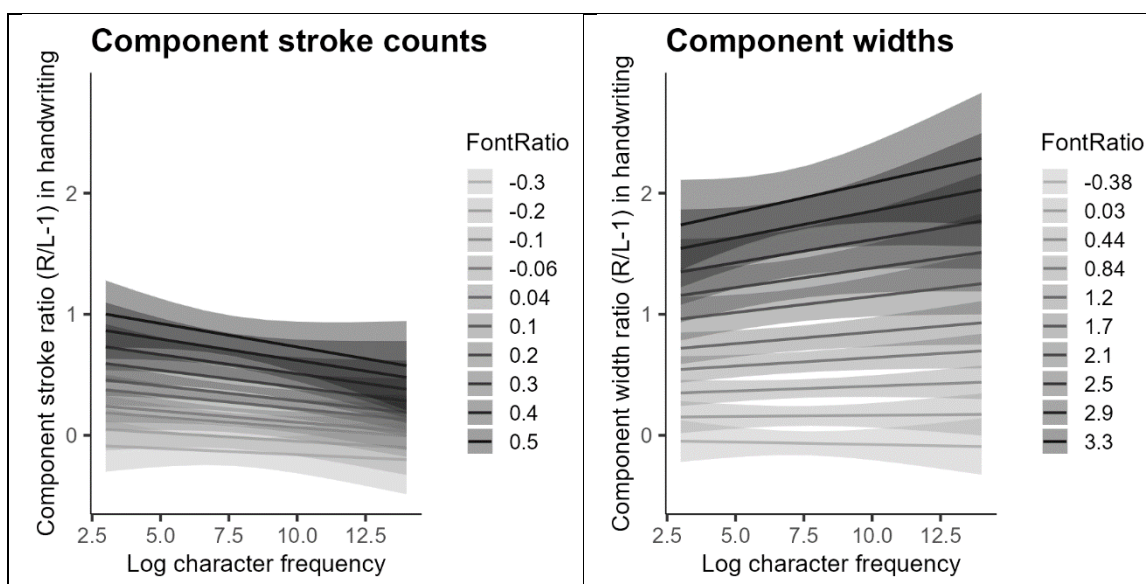 Component stroke counts
Component stroke ratio (R/L-1) in handwriting
2
1
0
2.5 5.0 7.5 10.0 12.5
Log character frequency
FontRatio
-0.3
-0.2
-0.1
-0.06
0.04
0.1
0.2
0.3
0.4
0.5
Component widths
Component width ratio (R/L-1) in handwriting
2
1
0
2.5 5.0 7.5 10.0 12.5
Log character frequency
FontRatio
-0.38
0.03
0.44
0.84
1.2
1.7
2.1
2.5
2.9
3.3